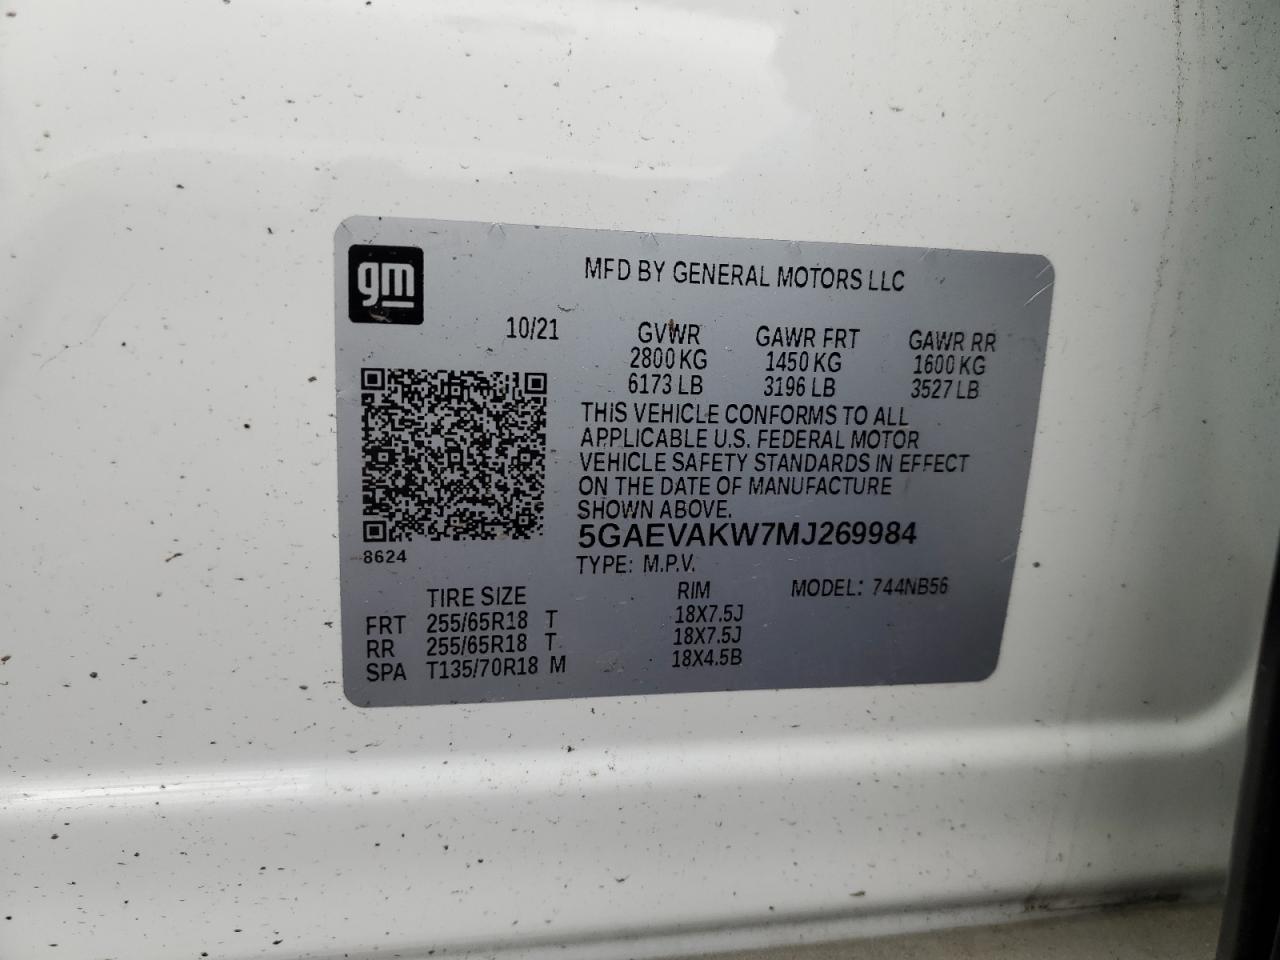 gm
MFD BY GENERAL MOTORS LLC
10/21 GVWR GAWR FRT GAWR RR
2800 KG 1450 KG 1600 KG
6173 LB 3196 LB 3527 LB
THIS VEHICLE CONFORMS TO ALL
APPLICABLE U.S. FEDERAL MOTOR
VEHICLE SAFETY STANDARDS IN EFFECT
ON THE DATE OF MANUFACTURE
SHOWN ABOVE.
5GAEVAKW7MJ269984
8624
TYPE: M.P.V.
TIRE SIZE RIM MODEL: 744NB56
FRT 255/65R18 T 18X7.5J
RR 255/65R18 T 18X7.5J
SPA T135/70R18 M 18X4.5B